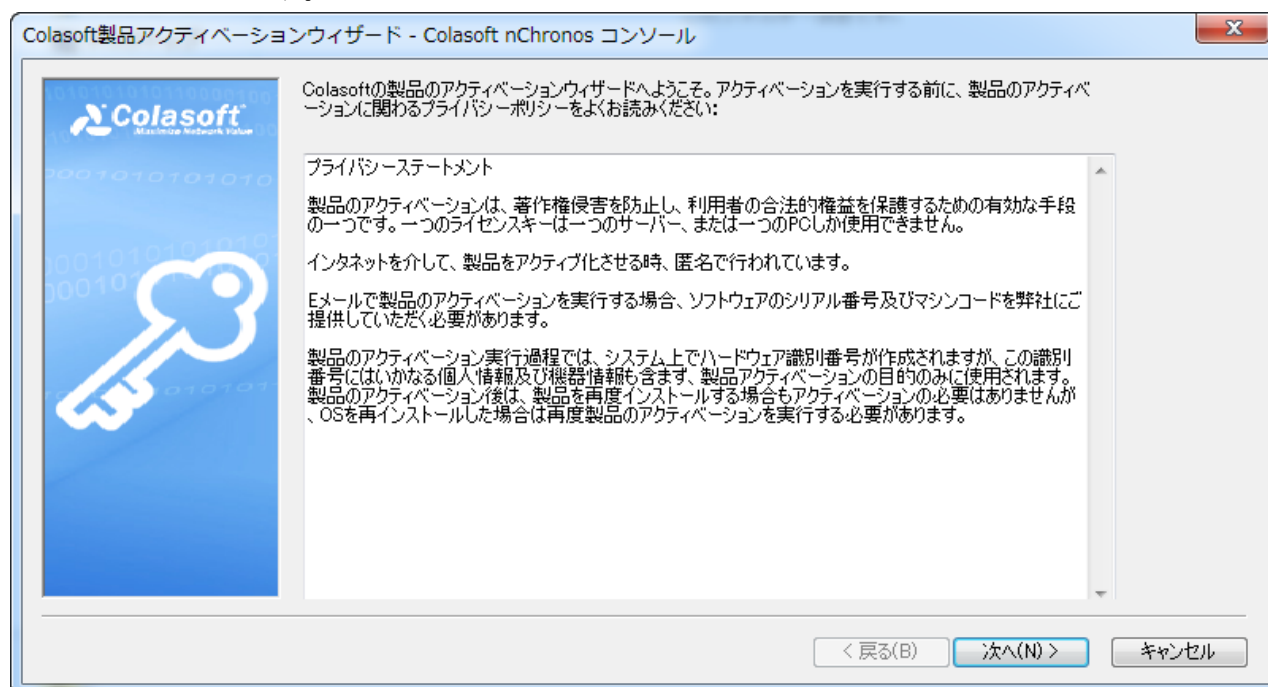 Colasoft製品アクティベーションウィザード - Colasoft nChronos コンソール
Colasoft
Maximize Network Value
Colasoftの製品のアクティベーションウィザードへようこそ。アクティベーションを実行する前に、製品のアクティベ
ーションに関わるプライバシーポリシーをよくお読みください:
プライバシーステートメント
製品のアクティベーションは、著作権侵害を防止し、利用者の合法的権益を保護するための有効な手段
の一つです。一つのライセンスキーは一つのサーバー、または一つのPCしか使用できません。
インタネットを介して、製品をアクティブ化させる時、匿名で行われています。
Eメールで製品のアクティベーションを実行する場合、ソフトウェアのシリアル番号及びマシンコードを弊社にご
提供していただく必要があります。
製品のアクティベーション実行過程では、システム上でハードウェア識別番号が作成されますが、この識別
番号にはいかなる個人情報及び機器情報も含まず、製品アクティベーションの目的のみに使用されます。
製品のアクティベーション後は、製品を再度インストールする場合もアクティベーションの必要はありませんが
、OSを再インストールした場合は再度製品のアクティベーションを実行する必要があります。
< 戻る(B)
次へ(N) >
キャンセル